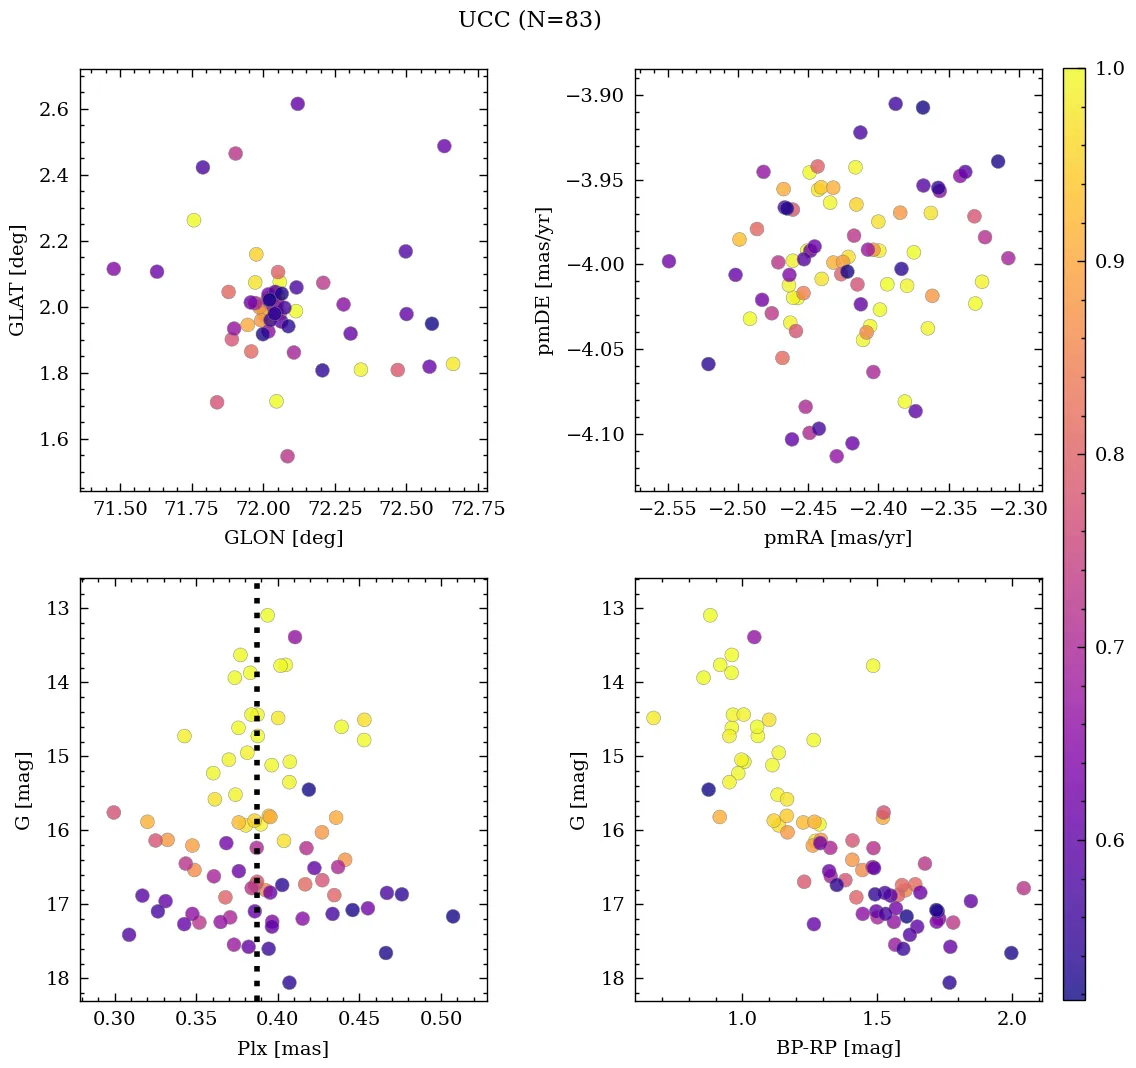 UCC (N=83)
2.6
2.4
2.2
2.0
1.8
1.6
GLAT [deg]
71.50 71.75 72.00 72.25 72.50 72.75
GLON [deg]
−3.90
−3.95
−4.00
−4.05
−4.10
pmDE [mas/yr]
−2.55 −2.50 −2.45 −2.40 −2.35 −2.30
pmRA [mas/yr]
1.0
0.9
0.8
0.7
0.6
13
14
15
16
17
18
G [mag]
0.30 0.35 0.40 0.45 0.50
Plx [mas]
13
14
15
16
17
18
G [mag]
1.0 1.5 2.0
BP-RP [mag]